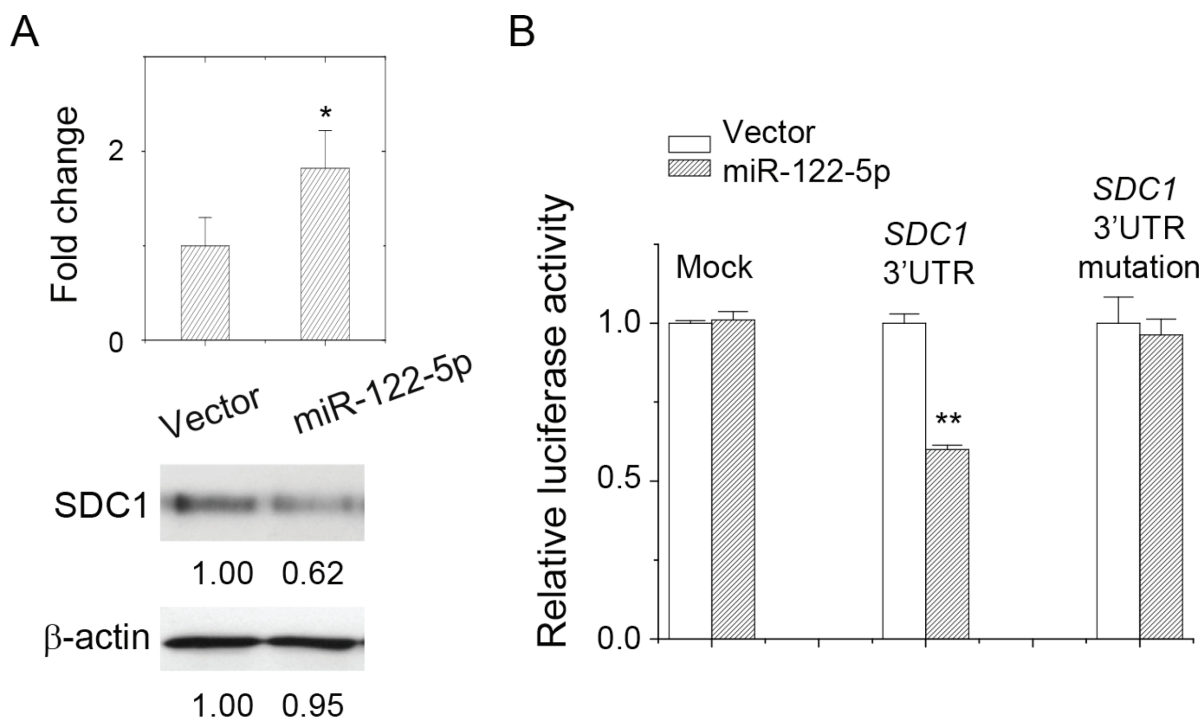 A
Fold change
2
*
0
Vector miR-122-5p
SDC1
1.00 0.62
β-actin
1.00 0.95
B
Vector
miR-122-5p
Relative luciferase activity
1.0
0.5
0.0
Mock
SDC1
3'UTR
**
SDC1
3'UTR
mutation